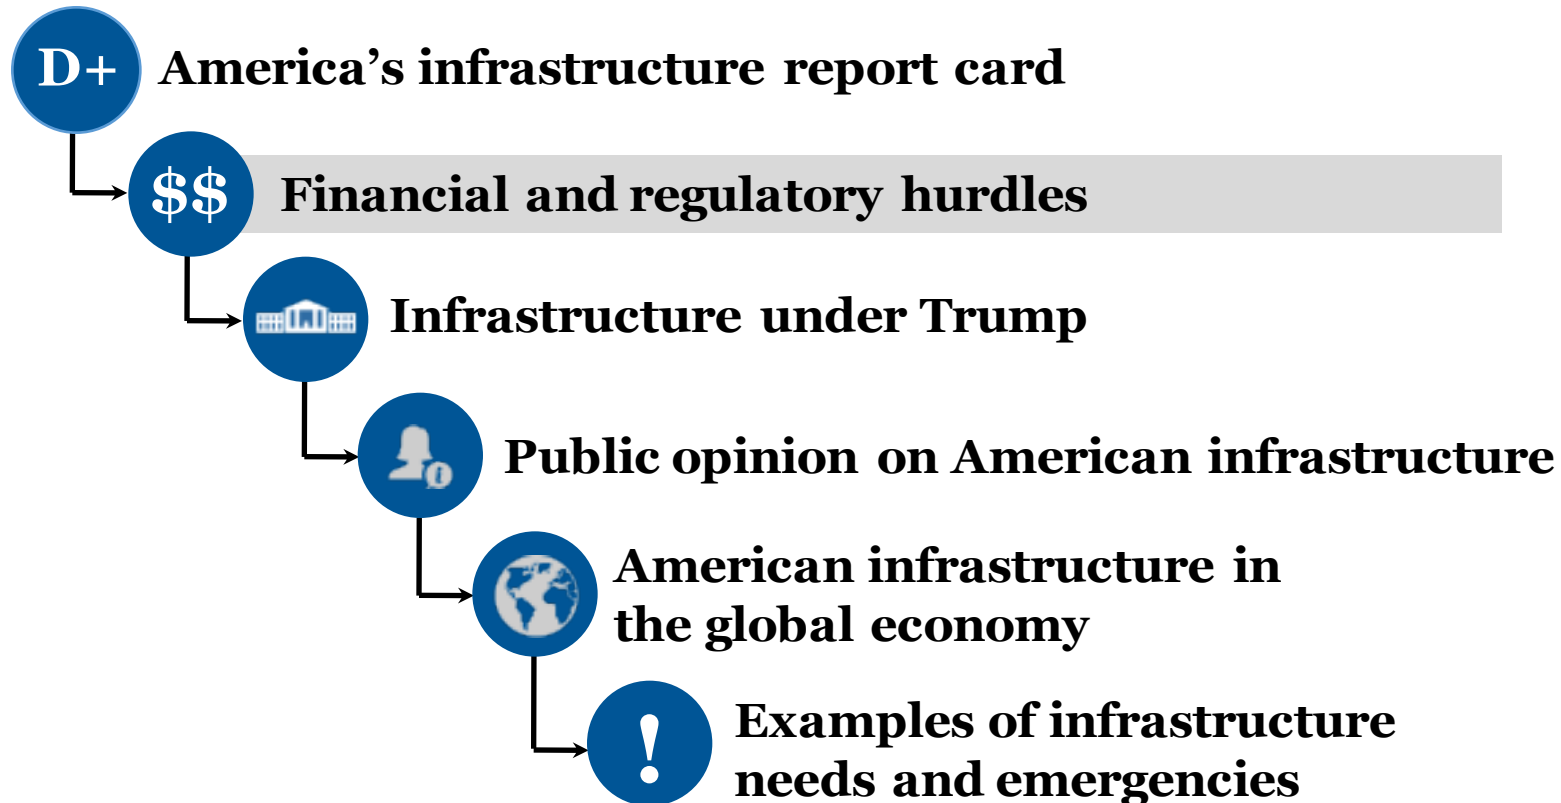 D+ America’s infrastructure report card
$$ Financial and regulatory hurdles
Infrastructure under Trump
Public opinion on American infrastructure
American infrastructure in
the global economy
! Examples of infrastructure
needs and emergencies